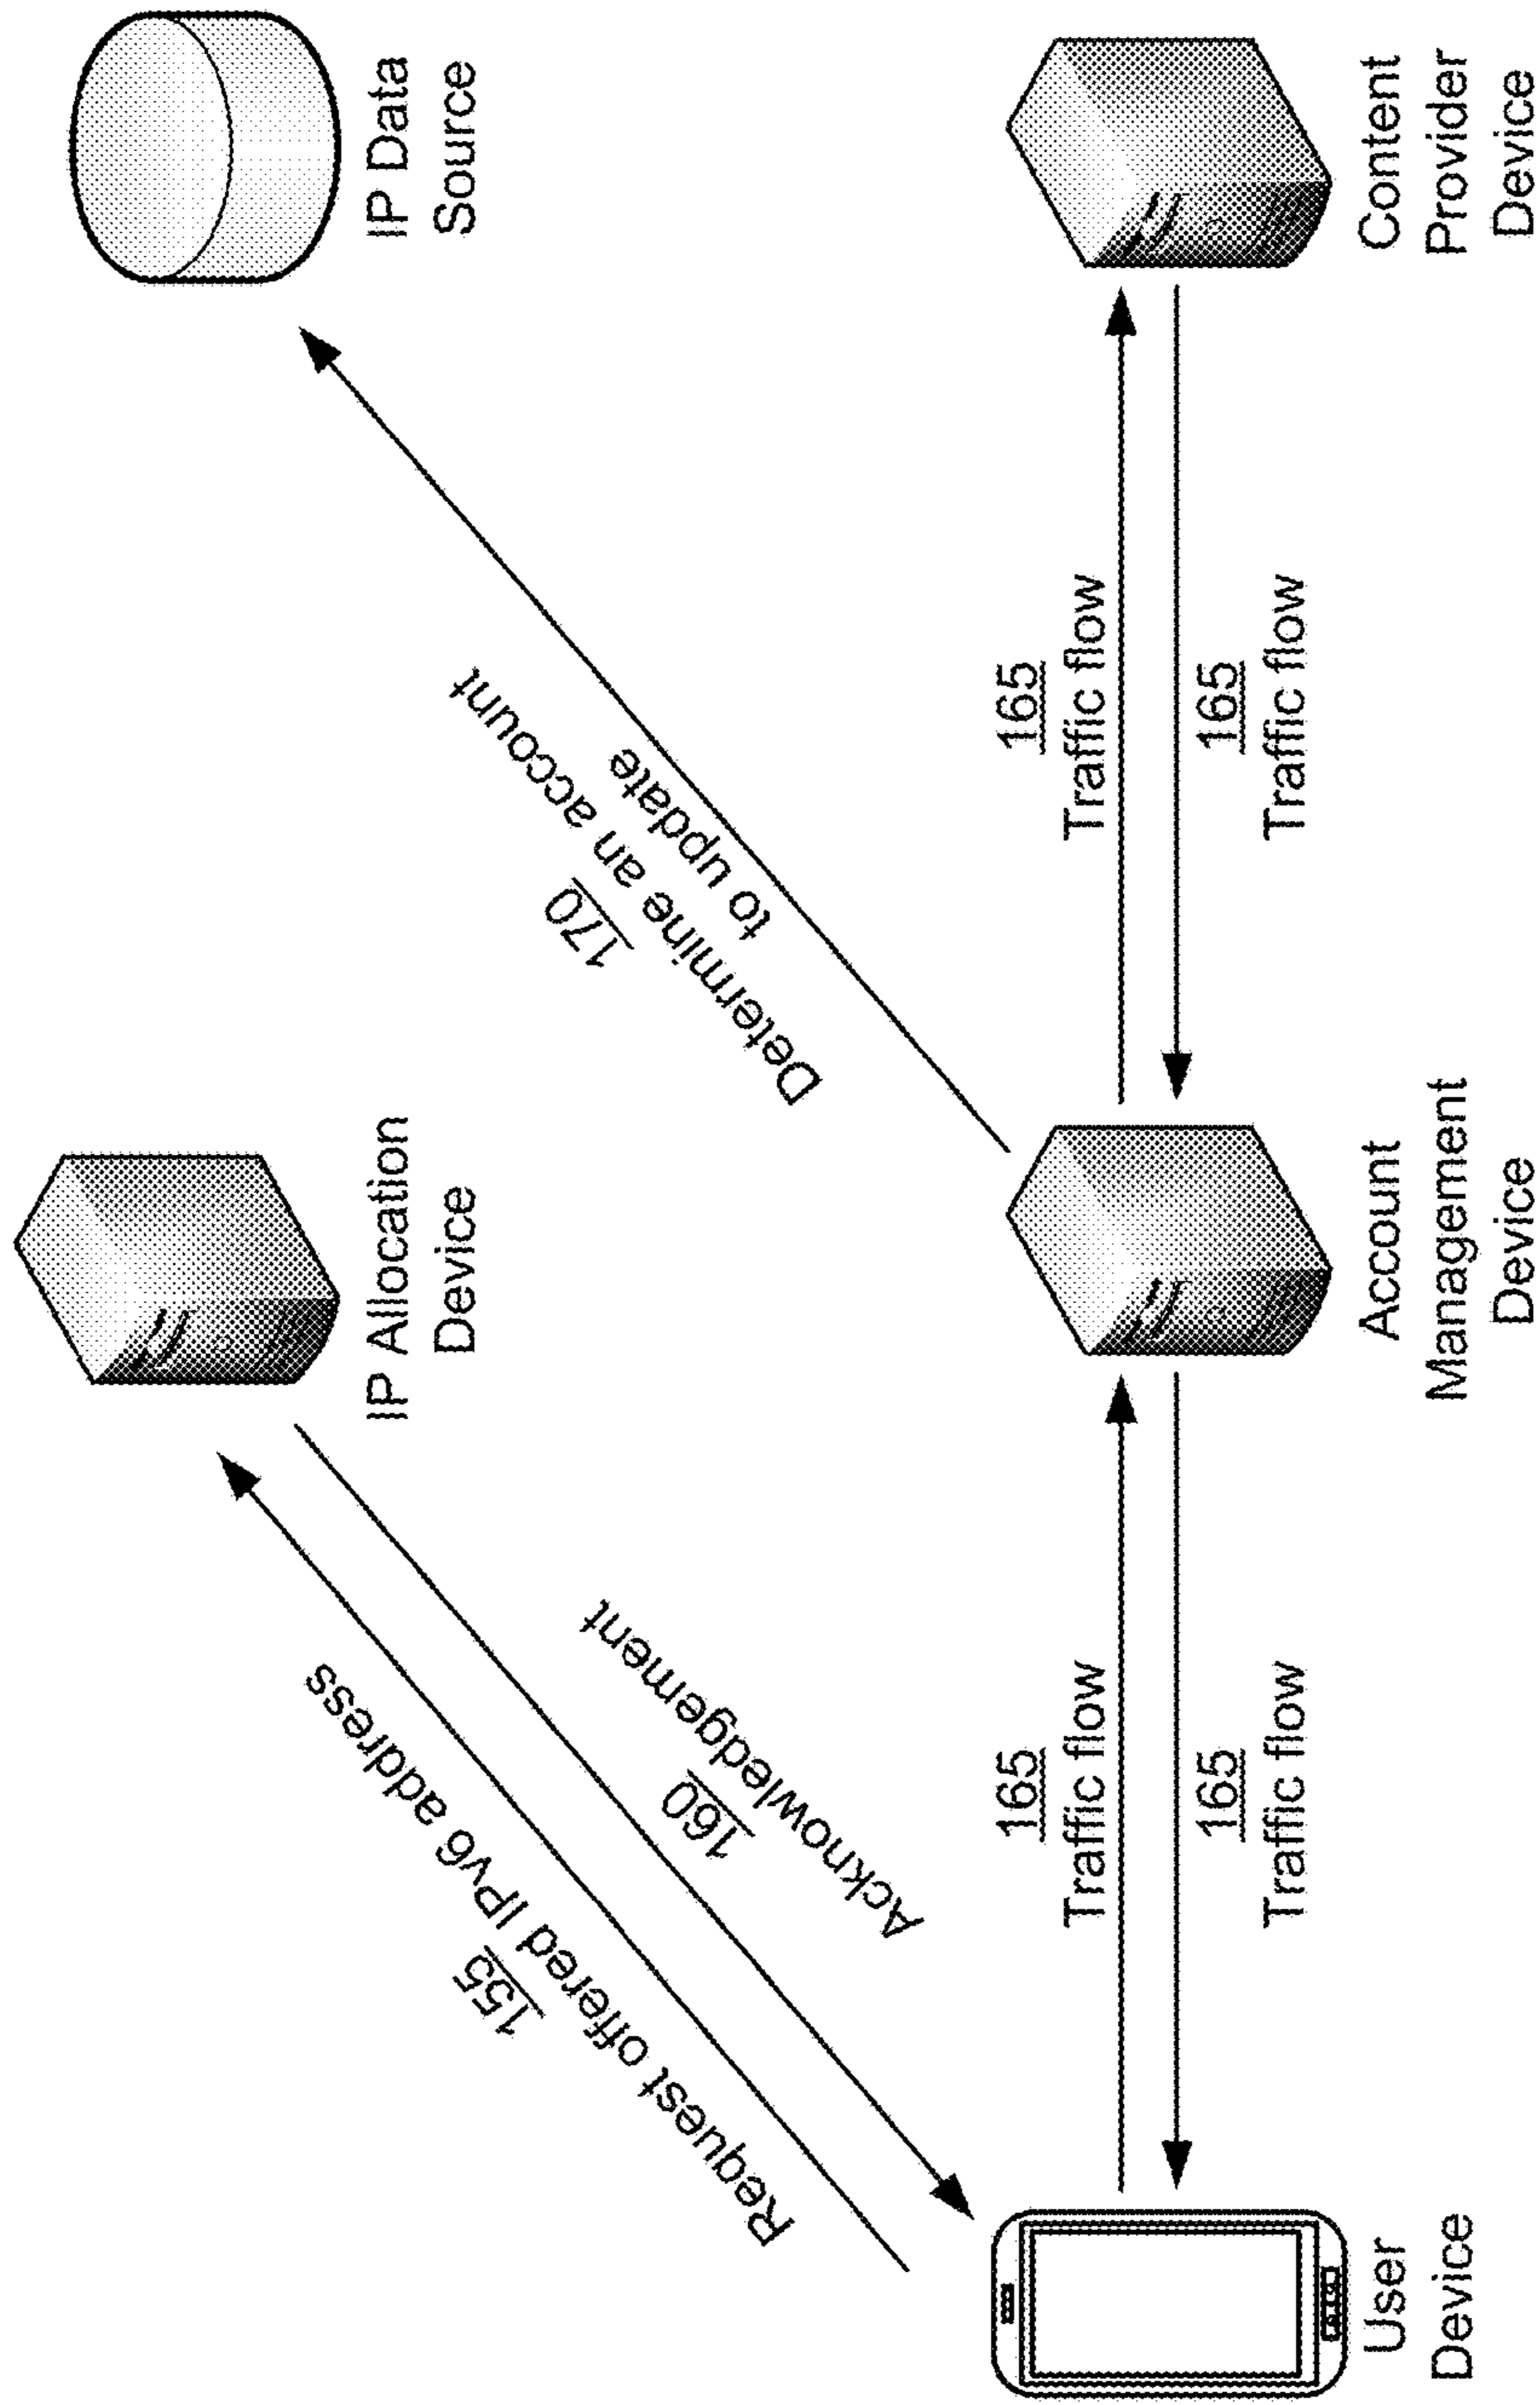 IP Allocation
Device
IP Data
Source
155
Request offered IPv6 address
160
Acknowledgement
170
Determine an account
to update
165
Traffic flow
165
Traffic flow
165
Traffic flow
165
Traffic flow
User
Device
Account
Management
Device
Content
Provider
Device